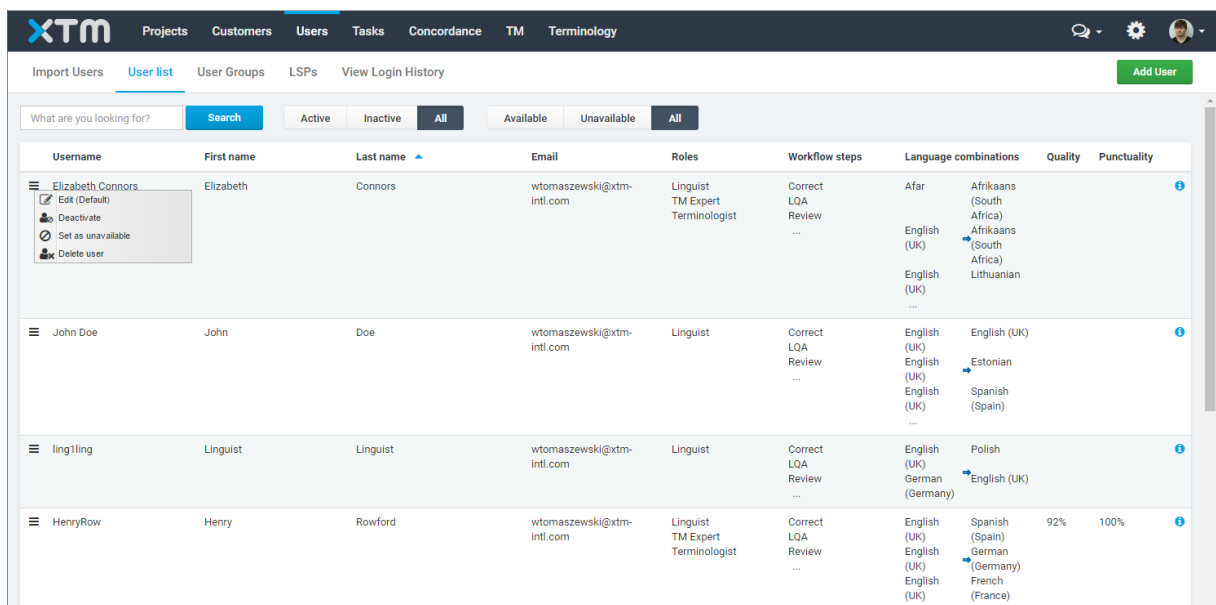 XTM Projects Customers Users Tasks Concordance TM Terminology
Import Users User list User Groups LSPs View Login History Add User
What are you looking for? Search Active Inactive All Available Unavailable All
Username First name Last name Email Roles Workflow steps Language combinations Quality Punctuality
Elizabeth Connors Elizabeth Connors wtomaszewski@xtm- Linguist Correct Afar Afrikaans
Edit (Default) intl.com TM Expert LQA (South
Deactivate Terminologist Review Africa)
Set as unavailable ... English Afrikaans
Delete user (UK) (South
Africa)
English Lithuanian
(UK)
...
John Doe John Doe wtomaszewski@xtm- Linguist Correct English English (UK)
intl.com LQA (UK)
Review English Estonian
... (UK)
English Spanish
(UK) (Spain)
...
ling1ling Linguist Linguist wtomaszewski@xtm- Linguist Correct English Polish
intl.com LQA (UK)
Review German English (UK)
... (Germany)
HenryRow Henry Rowford wtomaszewski@xtm- Linguist Correct English Spanish 92% 100%
intl.com TM Expert LQA (UK) (Spain)
Terminologist Review English German
... (UK) (Germany)
English French
(UK) (France)